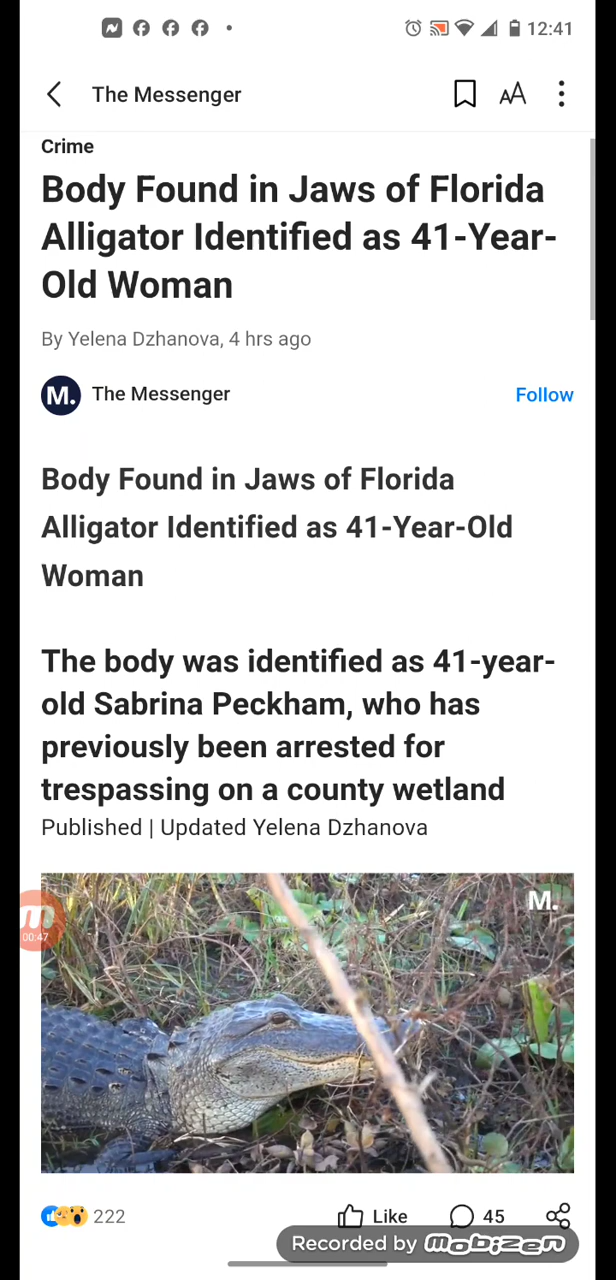 12:41
The Messenger
AA
Crime
Body Found in Jaws of Florida
Alligator Identified as 41-Year-
Old Woman
By Yelena Dzhanova, 4 hrs ago
M. The Messenger
Follow
Body Found in Jaws of Florida
Alligator Identified as 41-Year-Old
Woman
The body was identified as 41-year-
old Sabrina Peckham, who has
previously been arrested for
trespassing on a county wetland
Published | Updated Yelena Dzhanova
M.
m
00:47
222
Like
45
Recorded by mobizen